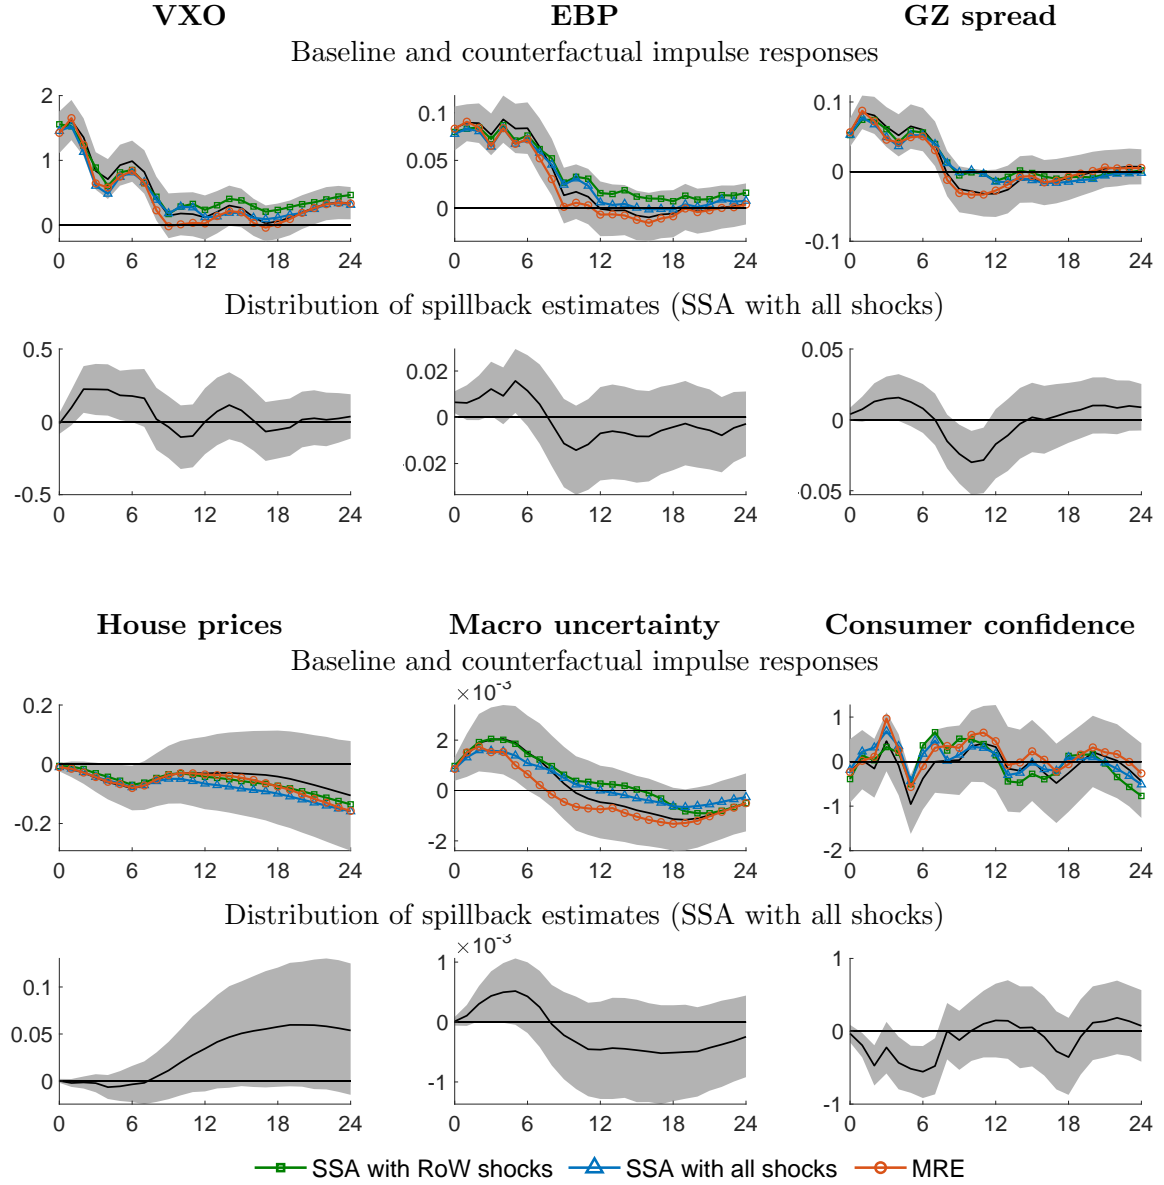 VXO EBP GZ spread
Baseline and counterfactual impulse responses
2
1
0
0 6 12 18 24
0.1
0.05
0
0 6 12 18 24
0.1
0
-0.1
0 6 12 18 24
Distribution of spillback estimates (SSA with all shocks)
0.5
0
-0.5
0 6 12 18 24
0.02
0
0.02
0 6 12 18 24
0.05
0
0.05
0 6 12 18 24
House prices Macro uncertainty Consumer confidence
Baseline and counterfactual impulse responses
0.2
0
-0.2
0 6 12 18 24
×10-3
2
0
-2
0 6 12 18 24
1
0
-1
-2
0 6 12 18 24
Distribution of spillback estimates (SSA with all shocks)
0.1
0.05
0
0 6 12 18 24
×10-3
1
0
-1
0 6 12 18 24
1
0
-1
0 6 12 18 24
SSA with RoW shocks SSA with all shocks MRE